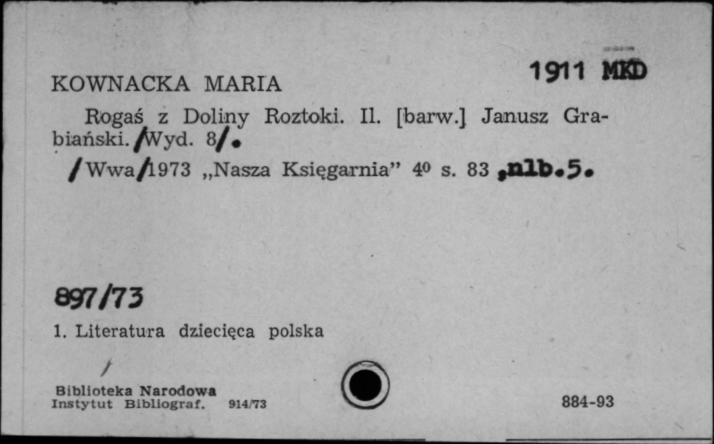 1911 MKD
KOWNACKA MARIA
Rogaś z Doliny Roztoki. Il. [barw.] Janusz Gra-
biański. /Wyd. 8/.
/Wwa/1973 „Nasza Księgarnia” 4⁰ s. 83 ,nlb.5.
897/73
1. Literatura dziecięca polska
/
Biblioteka Narodowa
Instytut Bibliograf. 914/73
884-93